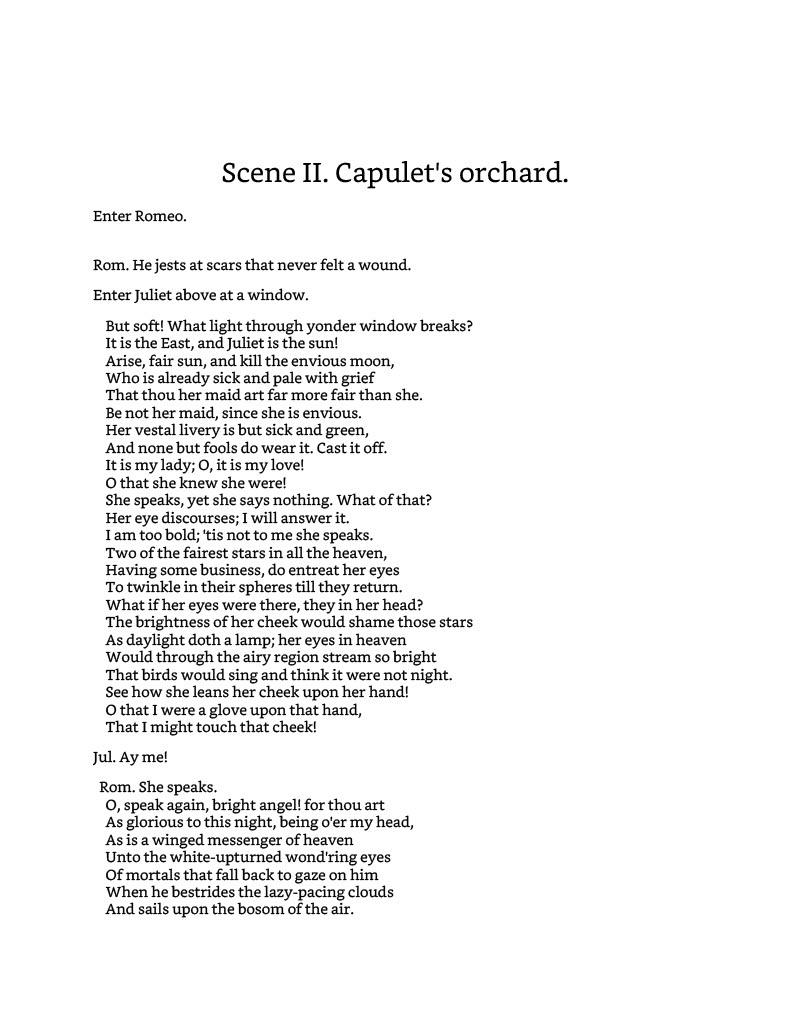 Scene II. Capulet's orchard.
Enter Romeo.
Rom. He jests at scars that never felt a wound.
Enter Juliet above at a window.
But soft! What light through yonder window breaks?
It is the East, and Juliet is the sun!
Arise, fair sun, and kill the envious moon,
Who is already sick and pale with grief
That thou her maid art far more fair than she.
Be not her maid, since she is envious.
Her vestal livery is but sick and green,
And none but fools do wear it. Cast it off.
It is my lady; O, it is my love!
O that she knew she were!
She speaks, yet she says nothing. What of that?
Her eye discourses; I will answer it.
I am too bold; 'tis not to me she speaks.
Two of the fairest stars in all the heaven,
Having some business, do entreat her eyes
To twinkle in their spheres till they return.
What if her eyes were there, they in her head?
The brightness of her cheek would shame those stars
As daylight doth a lamp; her eyes in heaven
Would through the airy region stream so bright
That birds would sing and think it were not night.
See how she leans her cheek upon her hand!
O that I were a glove upon that hand,
That I might touch that cheek!
Jul. Ay me!
Rom. She speaks.
O, speak again, bright angel! for thou art
As glorious to this night, being o'er my head,
As is a winged messenger of heaven
Unto the white-upturned wond'ring eyes
Of mortals that fall back to gaze on him
When he bestrides the lazy-pacing clouds
And sails upon the bosom of the air.